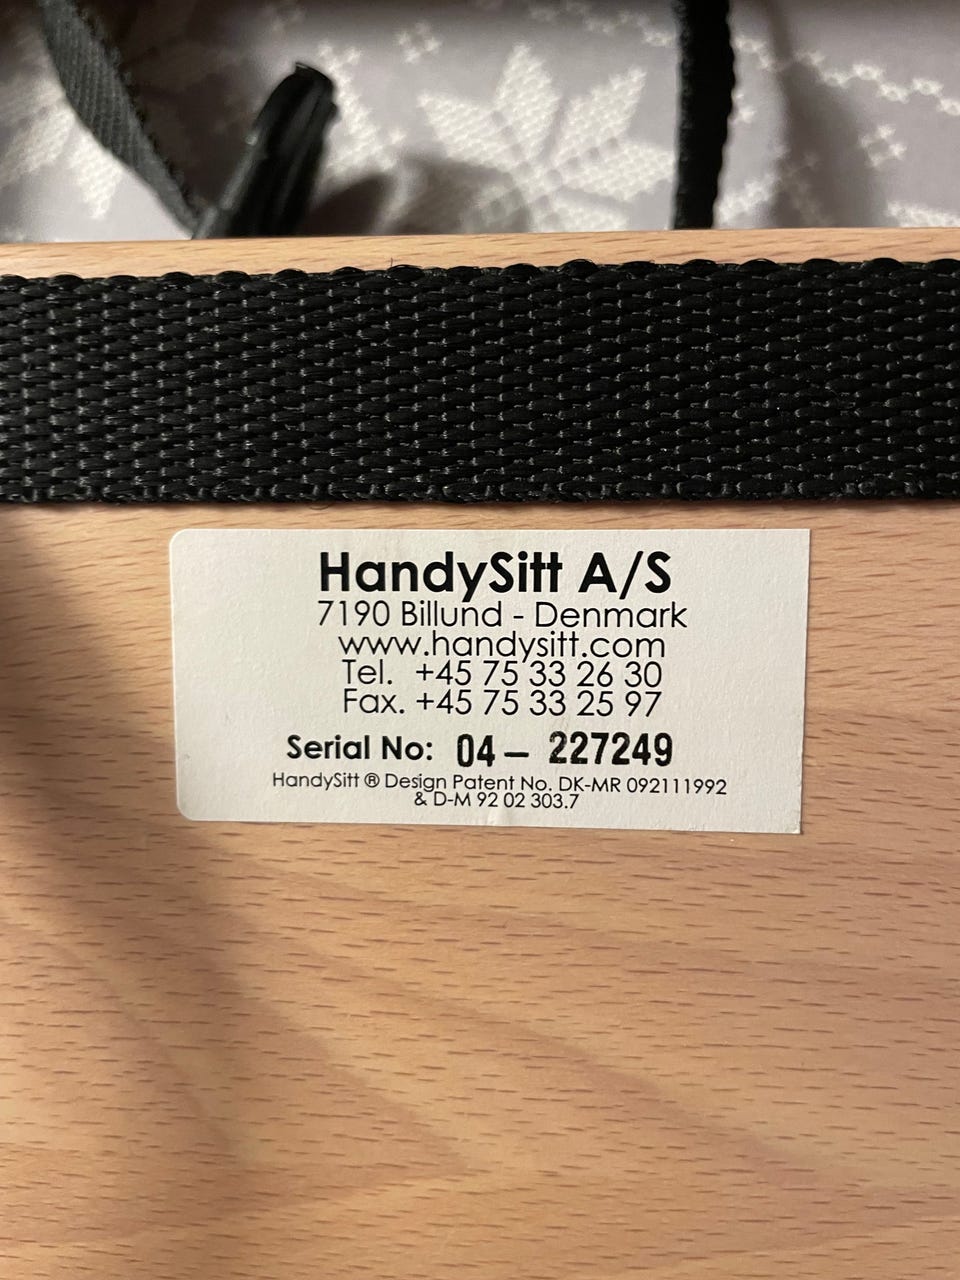 HandySitt A/S
7190 Billund - Denmark
www.handysitt.com
Tel. +45 75 33 26 30
Fax. +45 75 33 25 97
Serial No: 04 – 227249
HandySitt ® Design Patent No. DK-MR 092111992
& D-M 92 02 303.7